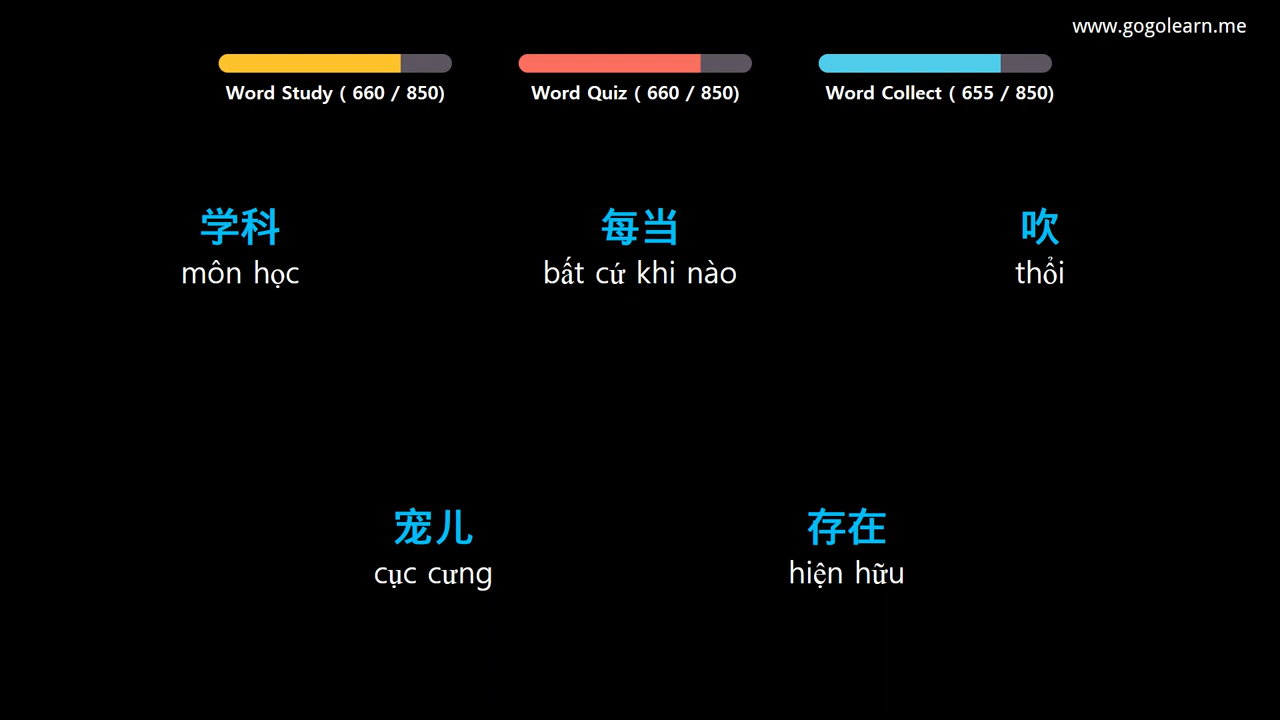 www.gogolearn.me
Word Study ( 660 / 850)
Word Quiz ( 660 / 850)
Word Collect ( 655 / 850)
学科
môn học
每当
bất cứ khi nào
吹
thổi
宠儿
cục cưng
存在
hiện hữu